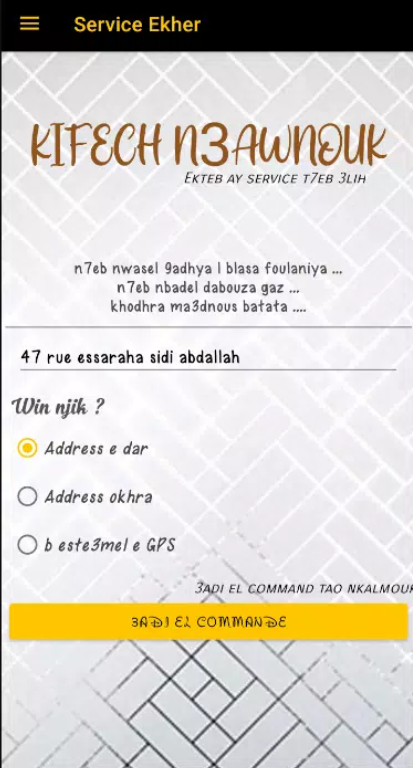 Service Ekher
KIFECH N3AWNOUK
EKTEB AY SERVICE T7EB 3LIH
n7eb nwasel 9adhya l blasa foulaniya ...
n7eb nbadel dabouza gaz ...
khodhra ma3dnous batata ....
47 rue essaraha sidi abdallah
Win njik ?
Address e dar
Address okhra
b este3mel e GPS
3ADI EL COMMAND TAO NKALMOUK
3ADI EL COMMANDE